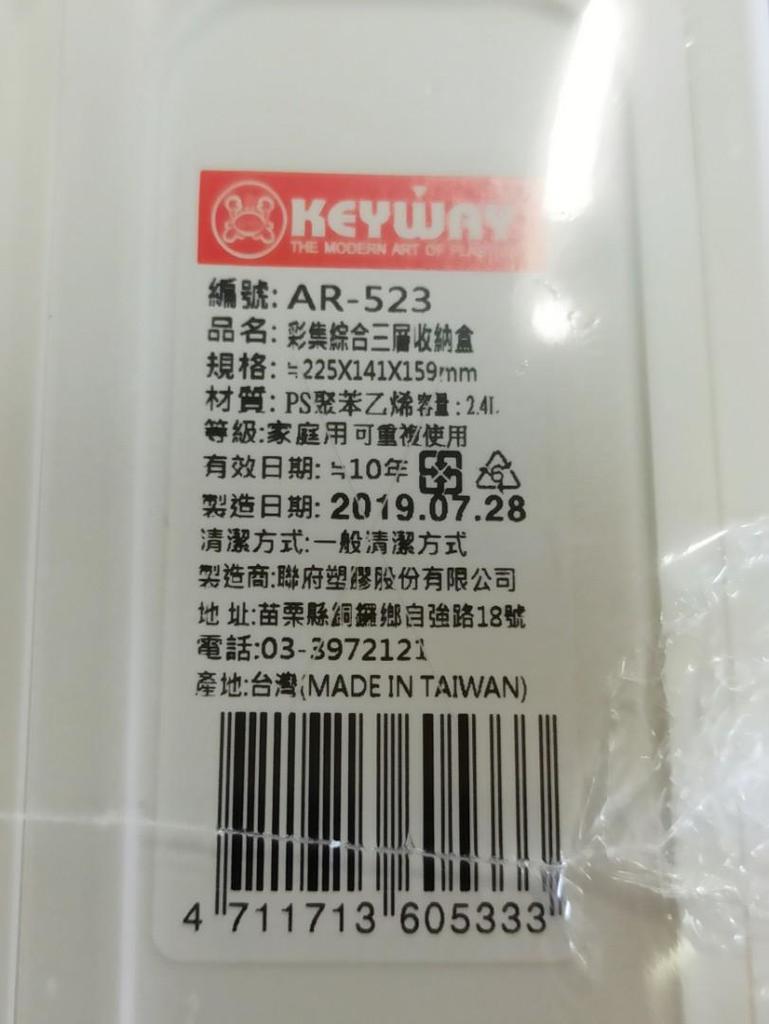 KEYWAY
THE MODERN ART OF PLASTIC
編號: AR-523
品名: 彩集綜合三層收納盒
規格: ≒225X141X159mm
材質: PS聚苯乙烯容量:2.4L
等級:家庭用可重複使用
有效日期:≒10年
6
製造日期: 2019.07.28
清潔方式:一般清潔方式
製造商:聯府塑膠股份有限公司
地 址:苗栗縣銅鑼鄉自強路18號
電話:03-3972121
產地:台灣(MADE IN TAIWAN)
4 711713 605333